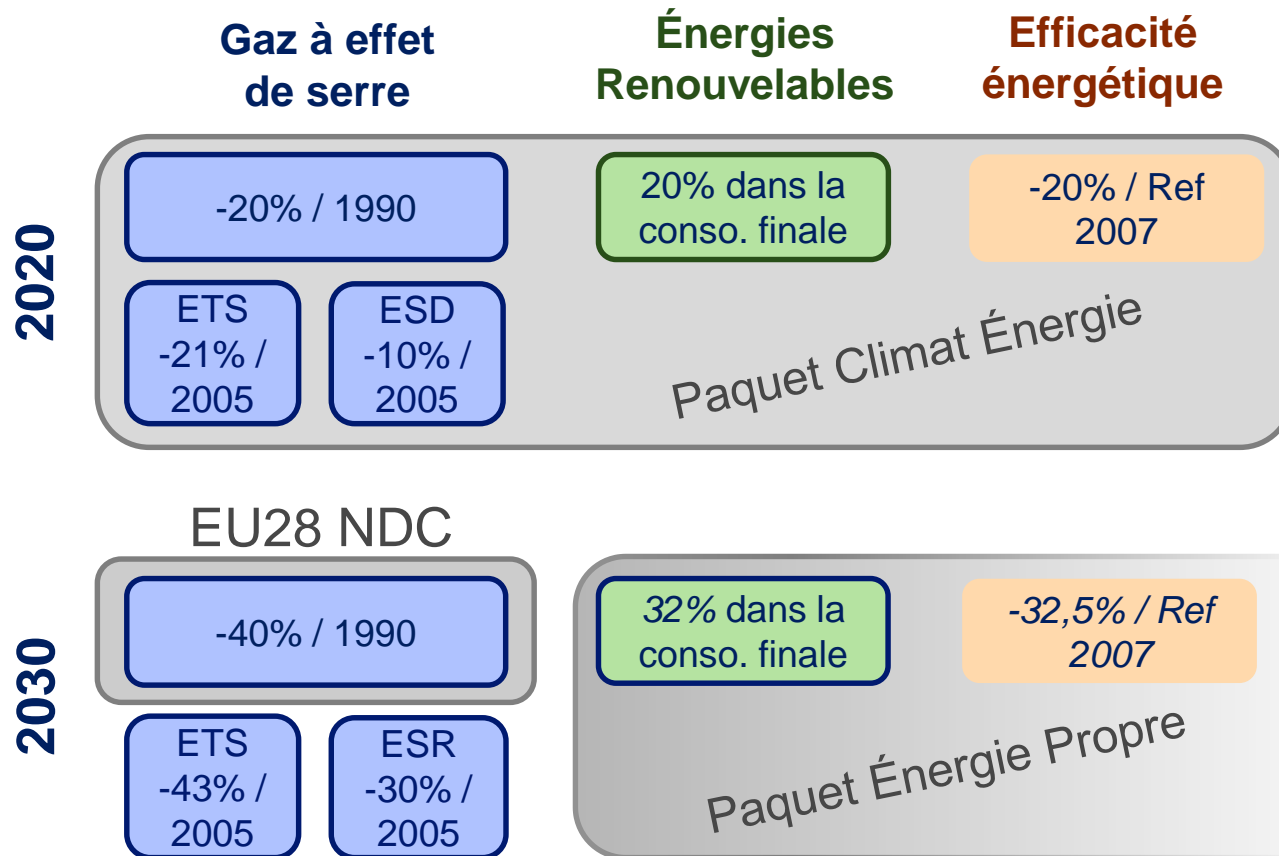 Gaz à effet
de serre
Énergies
Renouvelables
Efficacité
énergétique
2020
-20% / 1990
20% dans la
conso. finale
-20% / Ref
2007
ETS
-21% /
2005
ESD
-10% /
2005
Paquet Climat Énergie
EU28 NDC
2030
-40% / 1990
32% dans la
conso. finale
-32,5% / Ref
2007
ETS
-43% /
2005
ESR
-30% /
2005
Paquet Énergie Propre